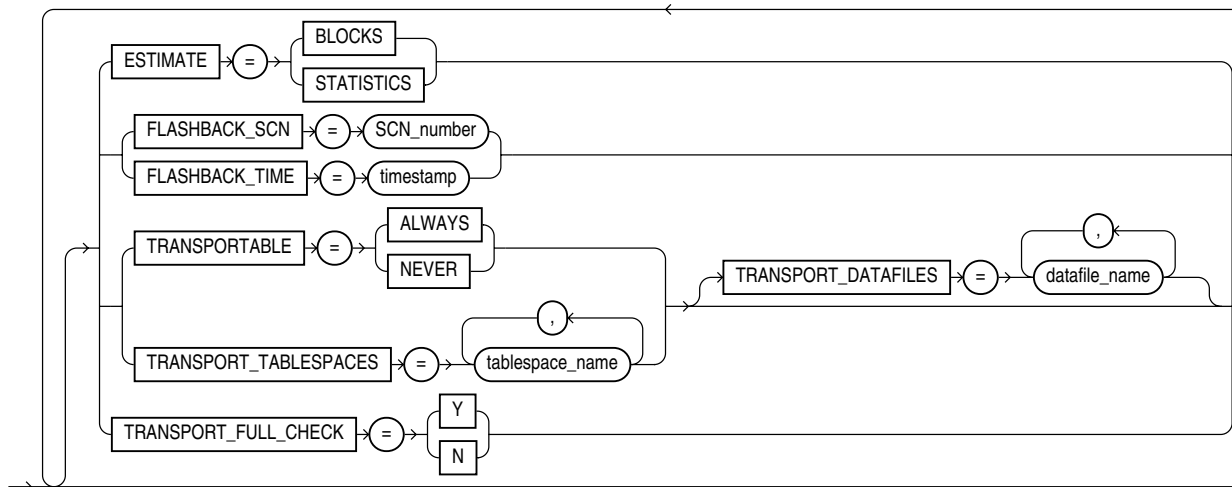 ESTIMATE = BLOCKS
STATISTICS
FLASHBACK_SCN = SCN_number
FLASHBACK_TIME = timestamp
TRANSPORTABLE = ALWAYS
NEVER
TRANSPORT_DATAFILES = , datafile_name
TRANSPORT_TABLESPACES = , tablespace_name
TRANSPORT_FULL_CHECK = Y
N